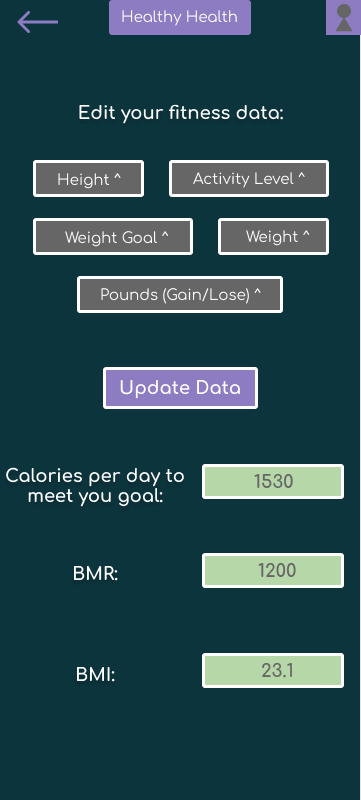 Healthy Health
Edit your fitness data:
Height ^
Activity Level ^
Weight Goal ^
Weight ^
Pounds (Gain/Lose) ^
Update Data
Calories per day to
meet you goal:
1530
BMR:
1200
BMI:
23.1